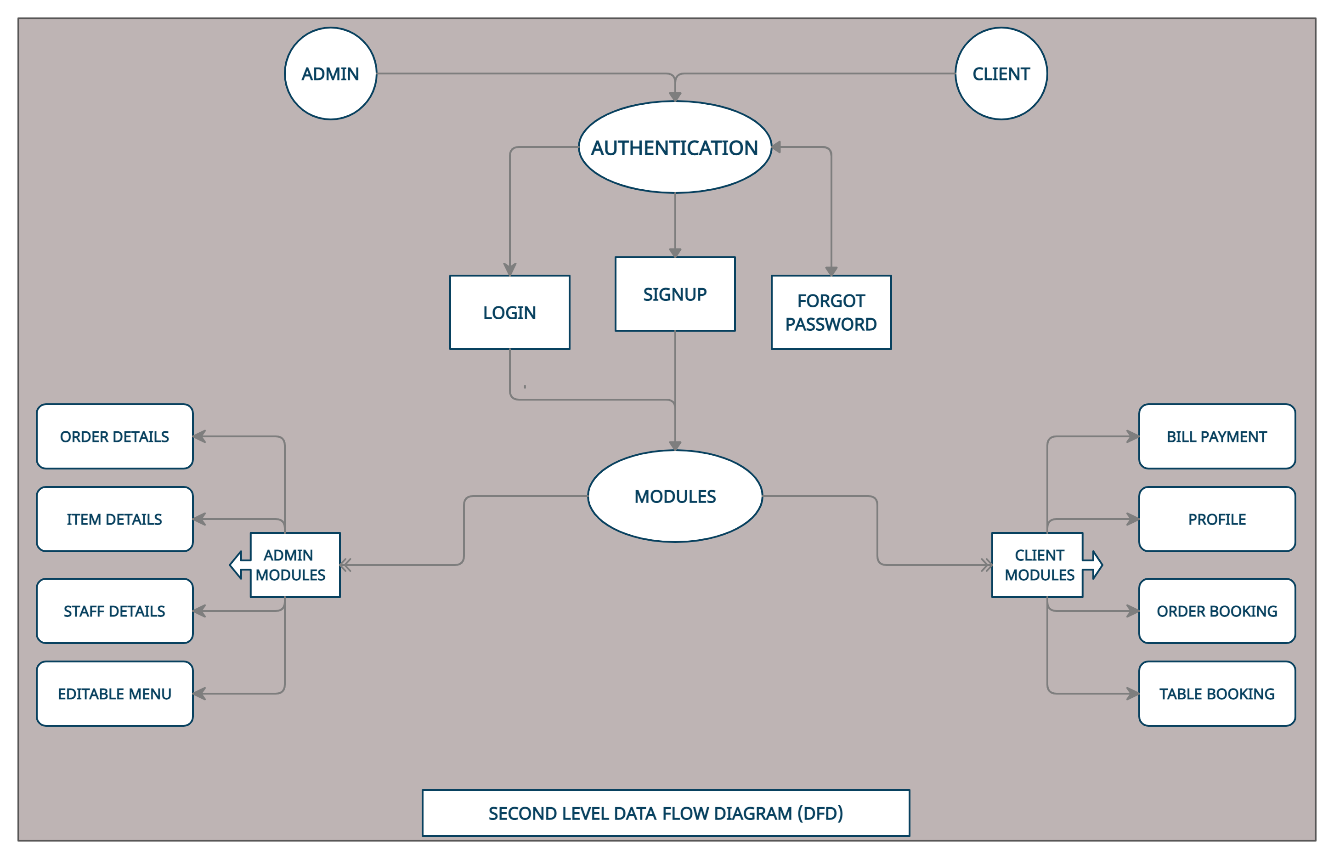 ADMIN
CLIENT
AUTHENTICATION
LOGIN
SIGNUP
FORGOT
PASSWORD
MODULES
ORDER DETAILS
ITEM DETAILS
ADMIN
MODULES
STAFF DETAILS
EDITABLE MENU
BILL PAYMENT
PROFILE
CLIENT
MODULES
ORDER BOOKING
TABLE BOOKING
SECOND LEVEL DATA FLOW DIAGRAM (DFD)